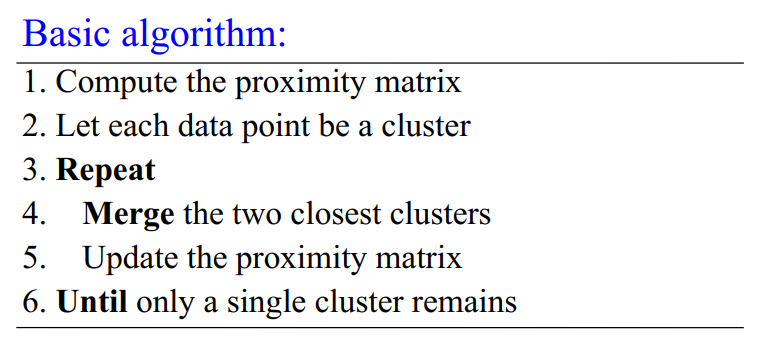 Basic algorithm:
1. Compute the proximity matrix
2. Let each data point be a cluster
3. Repeat
4. Merge the two closest clusters
5. Update the proximity matrix
6. Until only a single cluster remains